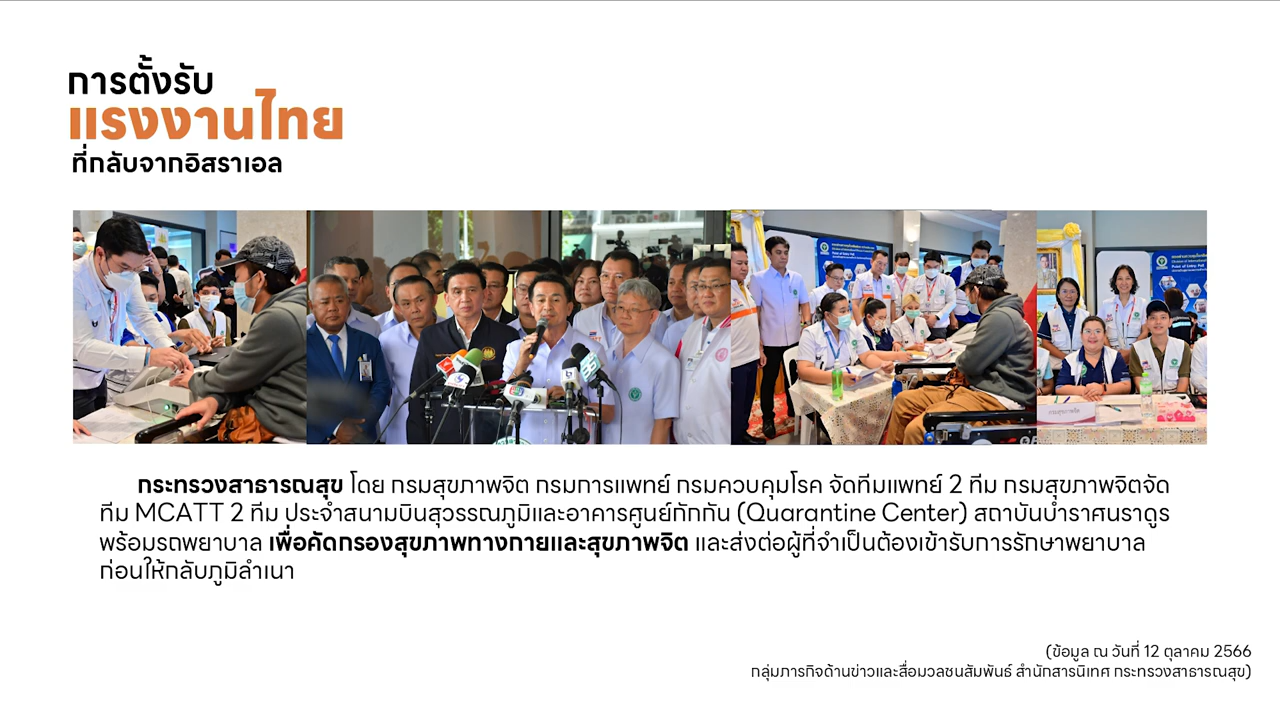 การตั้งรับ
แรงงานไทย
ที่กลับจากอิสราเอล
Point of Entry PoE
กรมสุขภาพจิต
กระทรวงสาธารณสุข โดย กรมสุขภาพจิต กรมการแพทย์ กรมควบคุมโรค จัดทีมแพทย์ 2 ทีม กรมสุขภาพจิตจัด
ทีม MCATT 2 ทีม ประจำสนามบินสุวรรณภูมิและอาคารศูนย์กักกัน (Quarantine Center) สถาบันบำราศนราดูร
พร้อมรถพยาบาล เพื่อคัดกรองสุขภาพทางกายและสุขภาพจิต และส่งต่อผู้ที่จำเป็นต้องเข้ารับการรักษาพยาบาล
ก่อนให้กลับภูมิลำเนา
(ข้อมูล ณ วันที่ 12 ตุลาคม 2566
กลุ่มภารกิจด้านข่าวและสื่อมวลชนสัมพันธ์ สำนักสารนิเทศ กระทรวงสาธารณสุข)